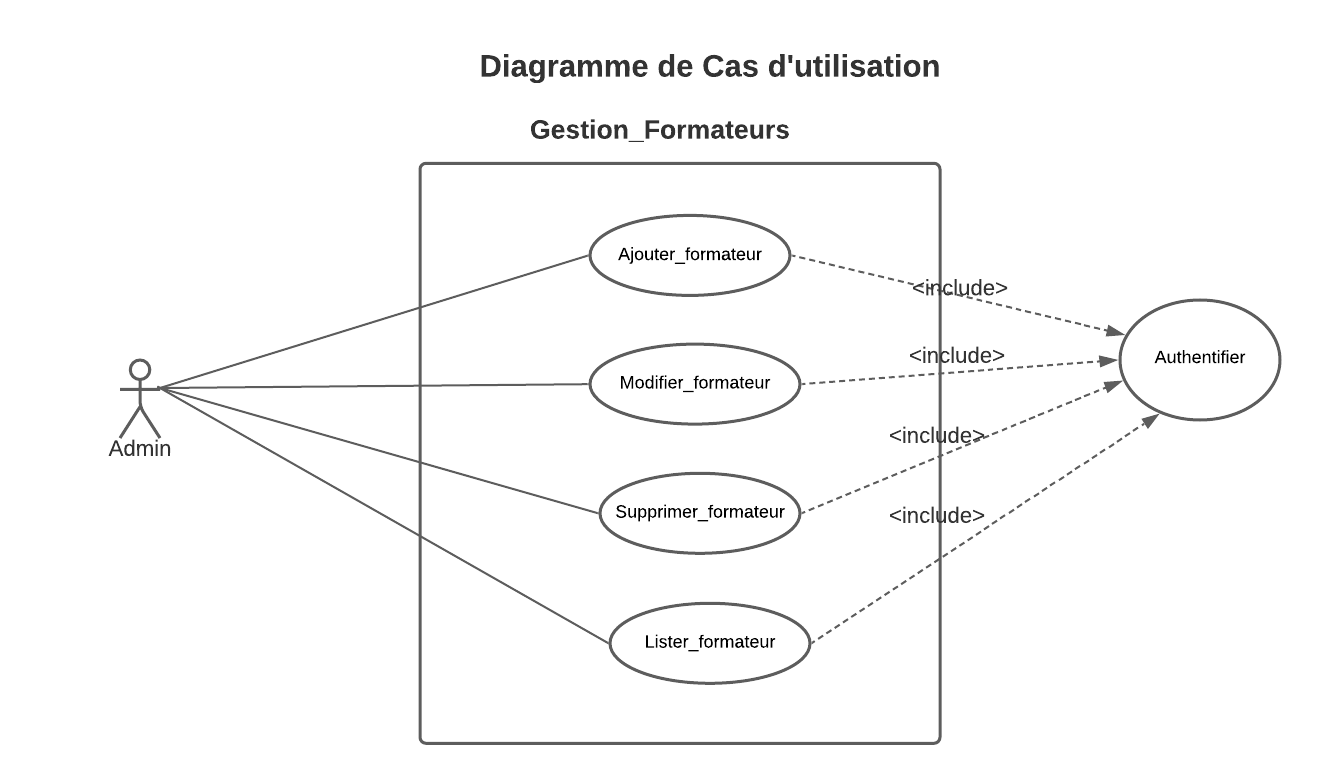 Diagramme de Cas d'utilisation
Gestion_Formateurs
Ajouter_formateur
<include>
Modifier_formateur
<include>
Authentifier
Admin
<include>
Supprimer_formateur
<include>
Lister_formateur